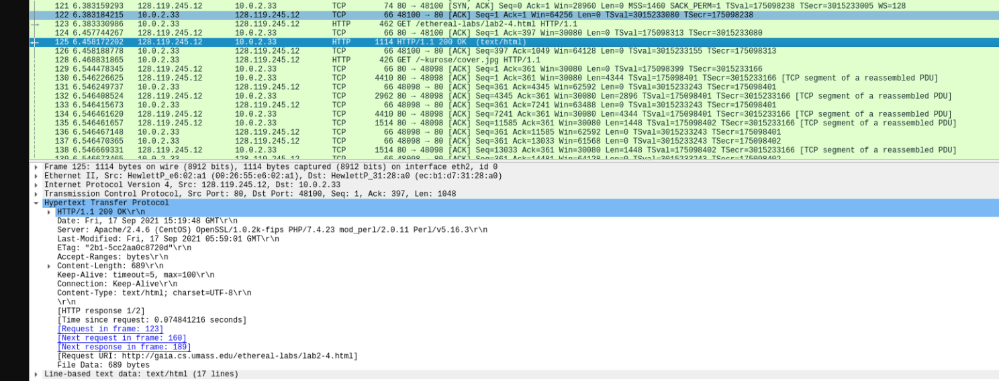 121 6.383159293 128.119.245.12 10.0.2.33 TCP 74 80 → 48100 [SYN, ACK] Seq=0 Ack=1 Win=28960 Len=0 MSS=1460 SACK_PERM=1 TSval=175098238 TSecr=3015233005 WS=128
122 6.383184215 10.0.2.33 128.119.245.12 TCP 66 48100 → 80 [ACK] Seq=1 Ack=1 Win=64256 Len=0 TSval=3015233080 TSecr=175098238
123 6.383330986 10.0.2.33 128.119.245.12 HTTP 462 GET /ethereal-labs/lab2-4.html HTTP/1.1
124 6.457744267 128.119.245.12 10.0.2.33 TCP 66 80 → 48100 [ACK] Seq=1 Ack=397 Win=30080 Len=0 TSval=175098313 TSecr=3015233080
125 6.458172202 128.119.245.12 10.0.2.33 HTTP 1114 HTTP/1.1 200 OK (text/html)
126 6.458188778 10.0.2.33 128.119.245.12 TCP 66 48100 → 80 [ACK] Seq=397 Ack=1049 Win=64128 Len=0 TSval=3015233155 TSecr=175098313
128 6.468831865 10.0.2.33 128.119.245.12 HTTP 426 GET /~kurose/cover.jpg HTTP/1.1
129 6.544478345 128.119.245.12 10.0.2.33 TCP 66 80 → 48098 [ACK] Seq=1 Ack=361 Win=30080 Len=0 TSval=175098399 TSecr=3015233166
130 6.546226625 128.119.245.12 10.0.2.33 TCP 4410 80 → 48098 [ACK] Seq=1 Ack=361 Win=30080 Len=4344 TSval=175098401 TSecr=3015233166 [TCP segment of a reassembled PDU]
131 6.546249737 10.0.2.33 128.119.245.12 TCP 66 48098 → 80 [ACK] Seq=361 Ack=4345 Win=62592 Len=0 TSval=3015233243 TSecr=175098401
132 6.546408524 128.119.245.12 10.0.2.33 TCP 2962 80 → 48098 [ACK] Seq=4345 Ack=361 Win=30080 Len=2896 TSval=175098401 TSecr=3015233166 [TCP segment of a reassembled PDU]
133 6.546415673 10.0.2.33 128.119.245.12 TCP 66 48098 → 80 [ACK] Seq=361 Ack=7241 Win=63488 Len=0 TSval=3015233243 TSecr=175098401
134 6.546461620 128.119.245.12 10.0.2.33 TCP 4410 80 → 48098 [ACK] Seq=7241 Ack=361 Win=30080 Len=4344 TSval=175098401 TSecr=3015233166 [TCP segment of a reassembled PDU]
135 6.546461657 128.119.245.12 10.0.2.33 TCP 1514 80 → 48098 [ACK] Seq=11585 Ack=361 Win=30080 Len=1448 TSval=175098402 TSecr=3015233166 [TCP segment of a reassembled PDU]
136 6.546467148 10.0.2.33 128.119.245.12 TCP 66 48098 → 80 [ACK] Seq=361 Ack=11585 Win=62592 Len=0 TSval=3015233243 TSecr=175098401
137 6.546470365 10.0.2.33 128.119.245.12 TCP 66 48098 → 80 [ACK] Seq=361 Ack=13033 Win=61568 Len=0 TSval=3015233243 TSecr=175098402
138 6.546669331 128.119.245.12 10.0.2.33 TCP 1514 80 → 48098 [ACK] Seq=13033 Ack=361 Win=30080 Len=1448 TSval=175098402 TSecr=3015233166 [TCP segment of a reassembled PDU]
139 6.546673465 10.0.2.33 128.119.245.12 TCP 66 48098 → 80 [ACK] Seq=361 Ack=14481 Win=64128 Len=0 TSval=3015233243 TSecr=175098402
Frame 125: 1114 bytes on wire (8912 bits), 1114 bytes captured (8912 bits) on interface eth2, id 0
Ethernet II, Src: HewlettP_e6:02:a1 (00:26:55:e6:02:a1), Dst: HewlettP_31:28:a0 (ec:b1:d7:31:28:a0)
Internet Protocol Version 4, Src: 128.119.245.12, Dst: 10.0.2.33
Transmission Control Protocol, Src Port: 80, Dst Port: 48100, Seq: 1, Ack: 397, Len: 1048
Hypertext Transfer Protocol
HTTP/1.1 200 OK\r\n
Date: Fri, 17 Sep 2021 15:19:48 GMT\r\n
Server: Apache/2.4.6 (CentOS) OpenSSL/1.0.2k-fips PHP/7.4.23 mod_perl/2.0.11 Perl/v5.16.3\r\n
Last-Modified: Fri, 17 Sep 2021 05:59:01 GMT\r\n
ETag: "2b1-5cc2aa0c8720d"\r\n
Accept-Ranges: bytes\r\n
Content-Length: 689\r\n
Keep-Alive: timeout=5, max=100\r\n
Connection: Keep-Alive\r\n
Content-Type: text/html; charset=UTF-8\r\n
\r\n
[HTTP response 1/2]
[Time since request: 0.074841216 seconds]
[Request in frame: 123]
[Next request in frame: 160]
[Next response in frame: 189]
[Request URI: http://gaia.cs.umass.edu/ethereal-labs/lab2-4.html]
File Data: 689 bytes
Line-based text data: text/html (17 lines)